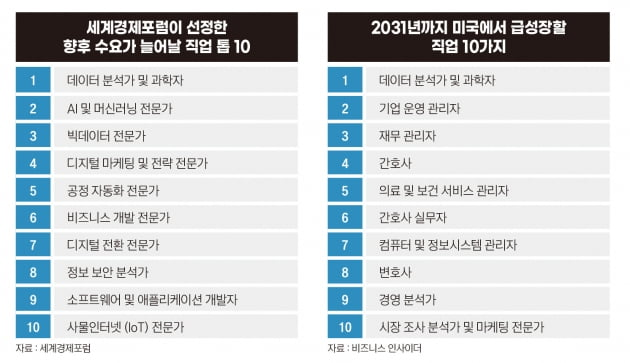 세계경제포럼이 선정한
향후 수요가 늘어날 직업 톱 10
1 데이터 분석가 및 과학자
2 AI 및 머신러닝 전문가
3 빅데이터 전문가
4 디지털 마케팅 및 전략 전문가
5 공정 자동화 전문가
6 비즈니스 개발 전문가
7 디지털 전환 전문가
8 정보 보안 분석가
9 소프트웨어 및 애플리케이션 개발자
10 사물인터넷 (IoT) 전문가
자료 : 세계경제포럼
2031년까지 미국에서 급성장할
직업 10가지
1 데이터 분석가 및 과학자
2 기업 운영 관리자
3 재무 관리자
4 간호사
5 의료 및 보건 서비스 관리자
6 간호사 실무자
7 컴퓨터 및 정보시스템 관리자
8 변호사
9 경영 분석가
10 시장 조사 분석가 및 마케팅 전문가
자료 : 비즈니스 인사이더